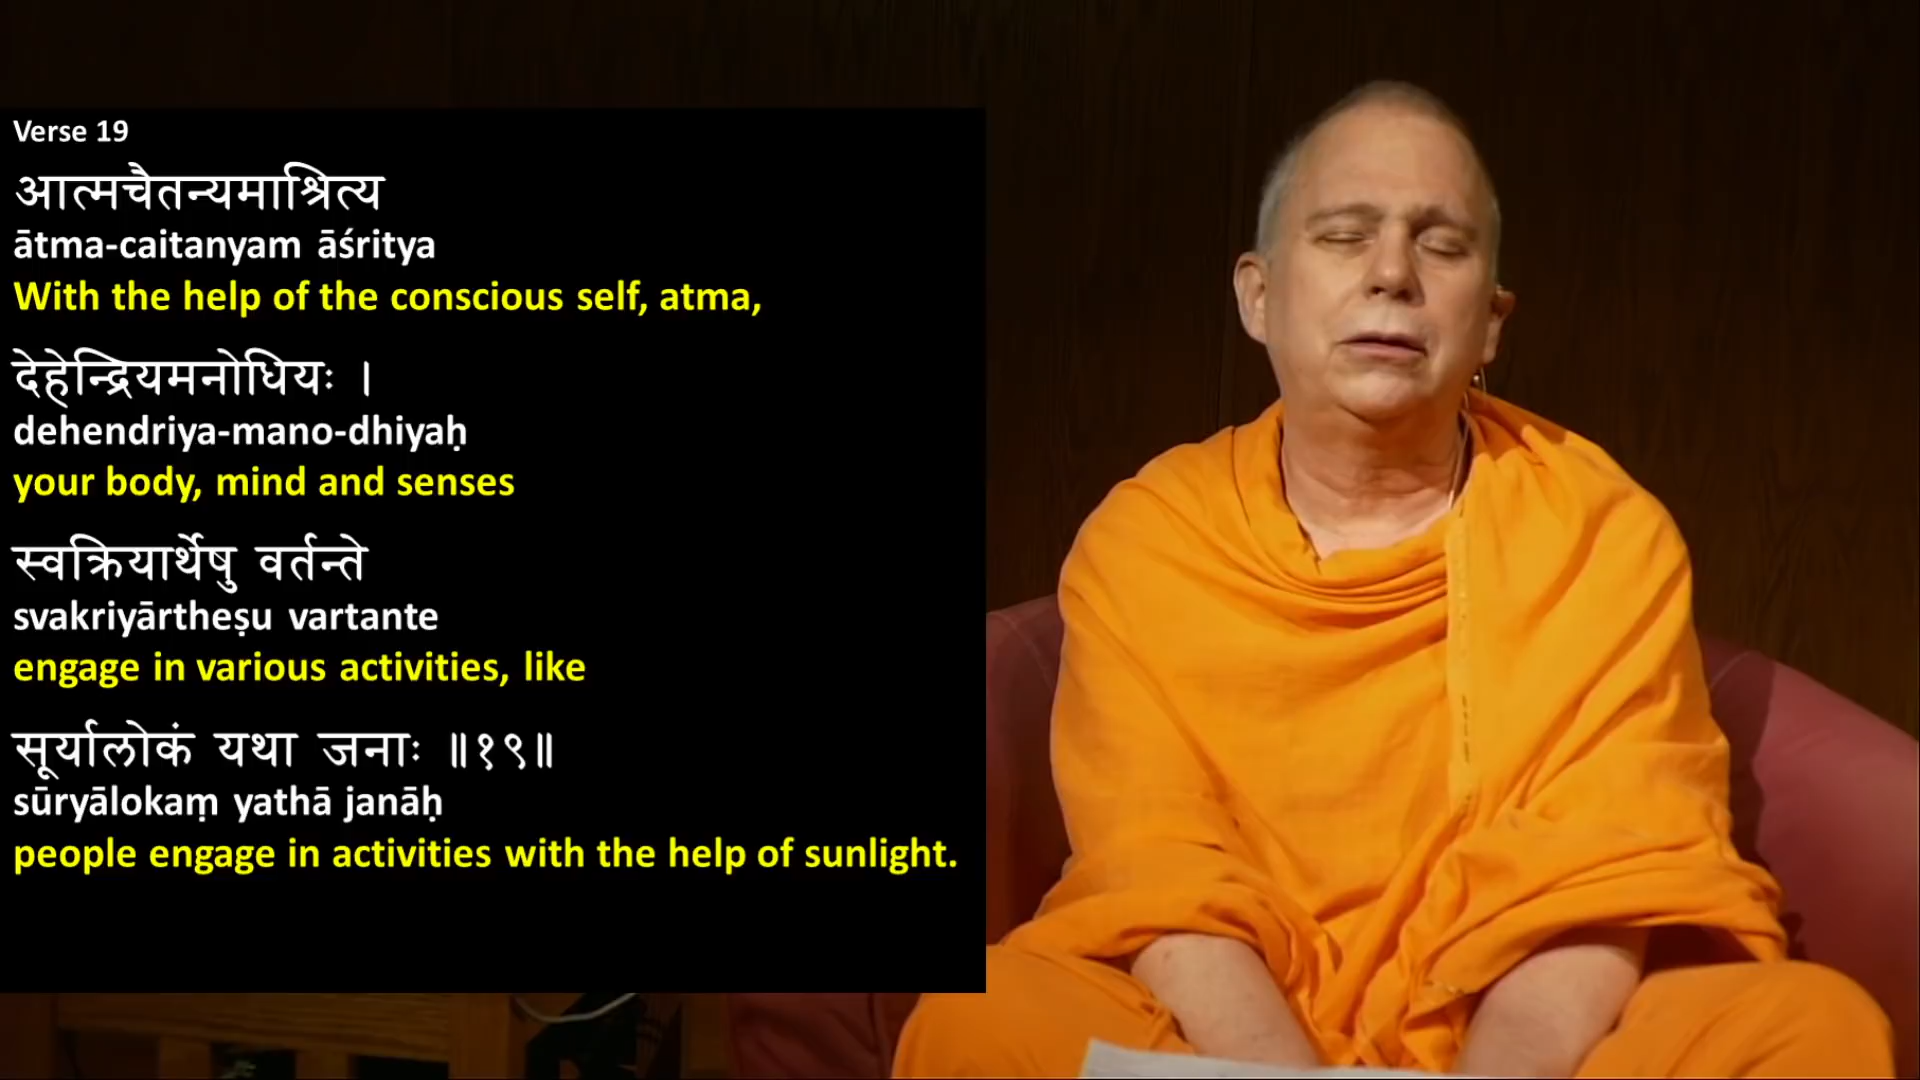 Verse 19
आत्मचैतन्यमाश्रित्य
ātma-caitanyam āśritya
With the help of the conscious self, atma,
देहेन्द्रियमनोधियः ।
dehendriya-mano-dhiyaḥ
your body, mind and senses
स्वक्रियार्थेषु वर्तन्ते
svakriyārtheṣu vartante
engage in various activities, like
सूर्यालोकं यथा जनाः ॥१९॥
sūryālokaṃ yathā janāḥ
people engage in activities with the help of sunlight.